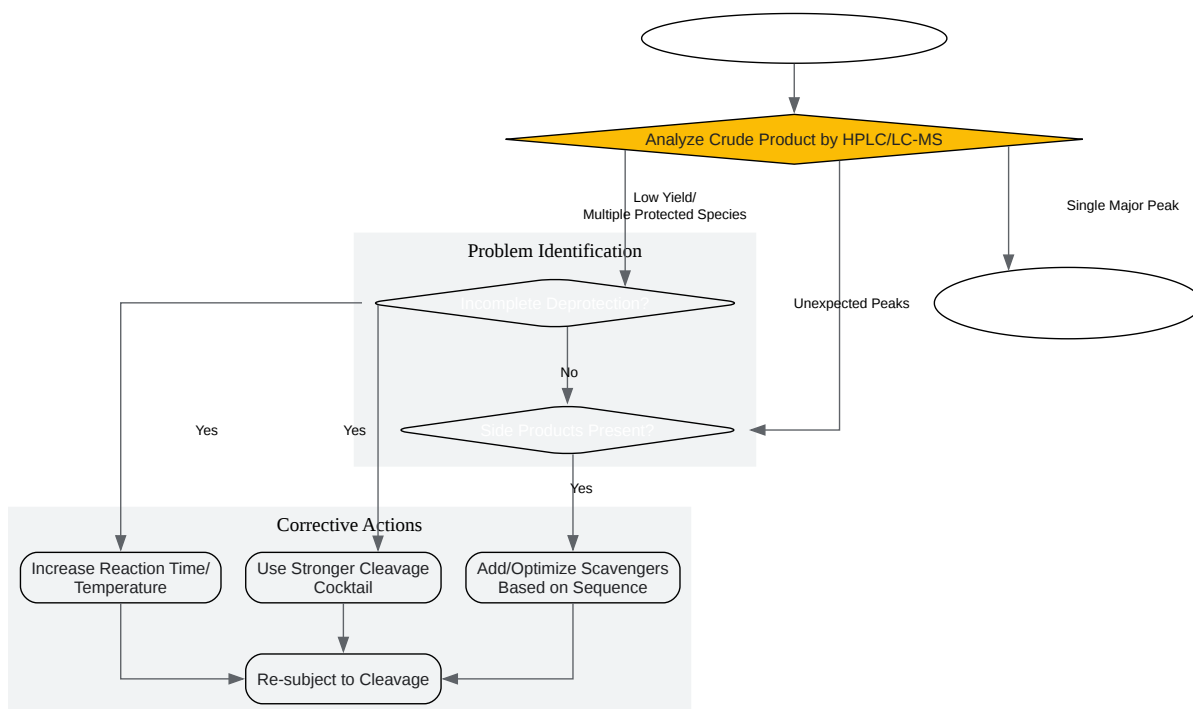 Analyze Crude Product by HPLC/LC-MS
Low Yield/
Multiple Protected Species
Single Major Peak
Problem Identification
Incomplete Deprotection?
Unexpected Peaks
No
Side Products Present?
Yes
Yes
Yes
Corrective Actions
Increase Reaction Time/
Temperature
Use Stronger Cleavage
Cocktail
Add/Optimize Scavengers
Based on Sequence
Re-subject to Cleavage